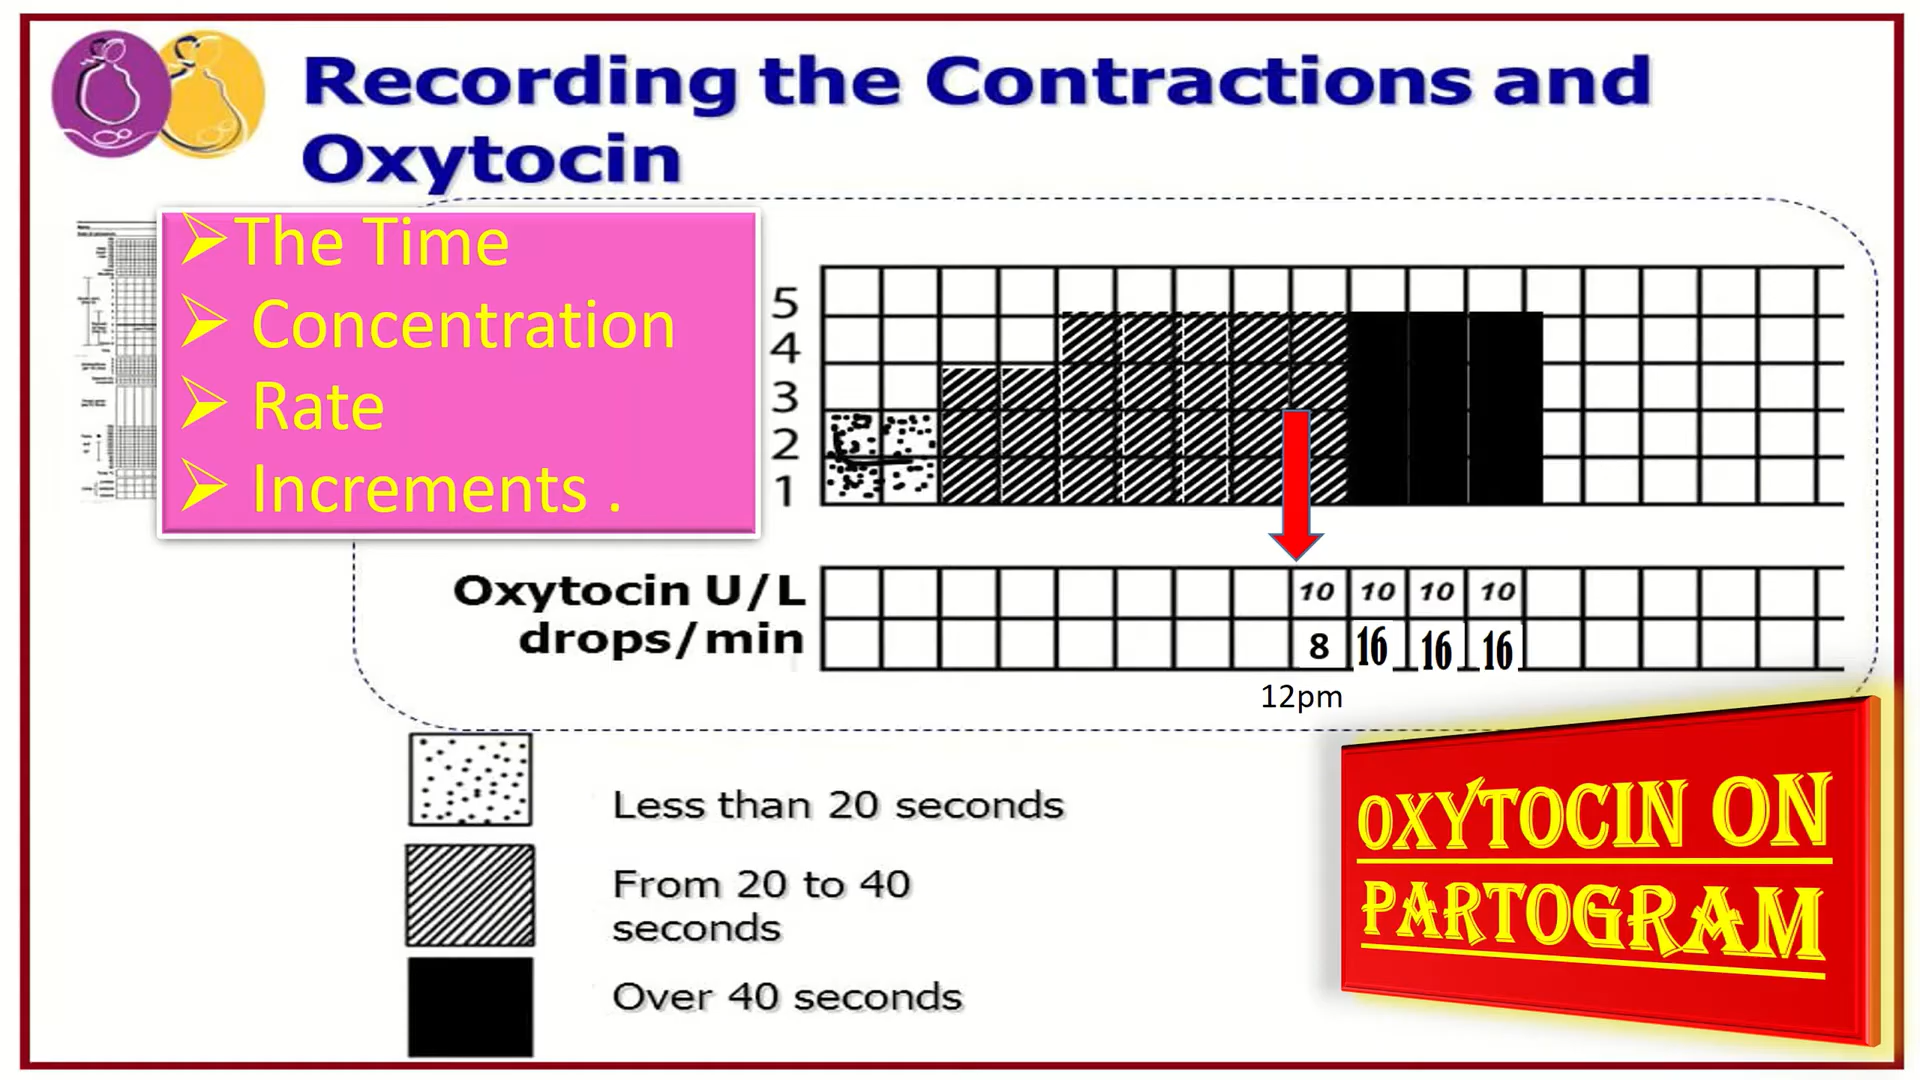 Recording the Contractions and
Oxytocin
➢The Time
➢ Concentration
➢ Rate
➢ Increments .
5
4
3
2
1
Oxytocin U/L
10 10 10 10
drops/min
8 16 16 16
12pm
Less than 20 seconds
From 20 to 40
seconds
Over 40 seconds
OXYTOCIN ON
PARTOGRAM